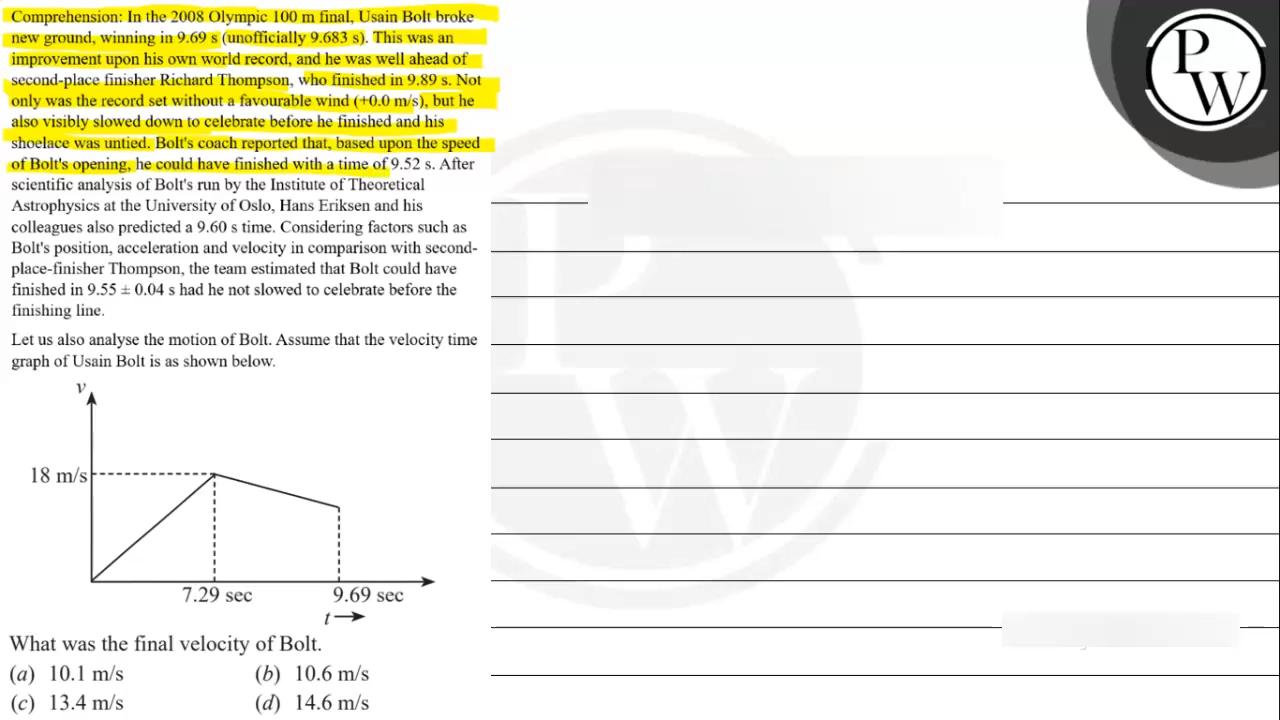 Comprehension: In the 2008 Olympic 100 m final, Usain Bolt broke
new ground, winning in 9.69 s (unofficially 9.683 s). This was an
improvement upon his own world record, and he was well ahead of
second-place finisher Richard Thompson, who finished in 9.89 s. Not
only was the record set without a favourable wind (+0.0 m/s), but he
also visibly slowed down to celebrate before he finished and his
shoelace was untied. Bolt's coach reported that, based upon the speed
of Bolt's opening, he could have finished with a time of 9.52 s. After
scientific analysis of Bolt's run by the Institute of Theoretical
Astrophysics at the University of Oslo, Hans Eriksen and his
colleagues also predicted a 9.60 s time. Considering factors such as
Bolt's position, acceleration and velocity in comparison with second-
place-finisher Thompson, the team estimated that Bolt could have
finished in 9.55 ± 0.04 s had he not slowed to celebrate before the
finishing line.
Let us also analyse the motion of Bolt. Assume that the velocity time
graph of Usain Bolt is as shown below.
v
18 m/s
7.29 sec 9.69 sec
t
What was the final velocity of Bolt.
(a) 10.1 m/s (b) 10.6 m/s
(c) 13.4 m/s (d) 14.6 m/s
P
W
P
W